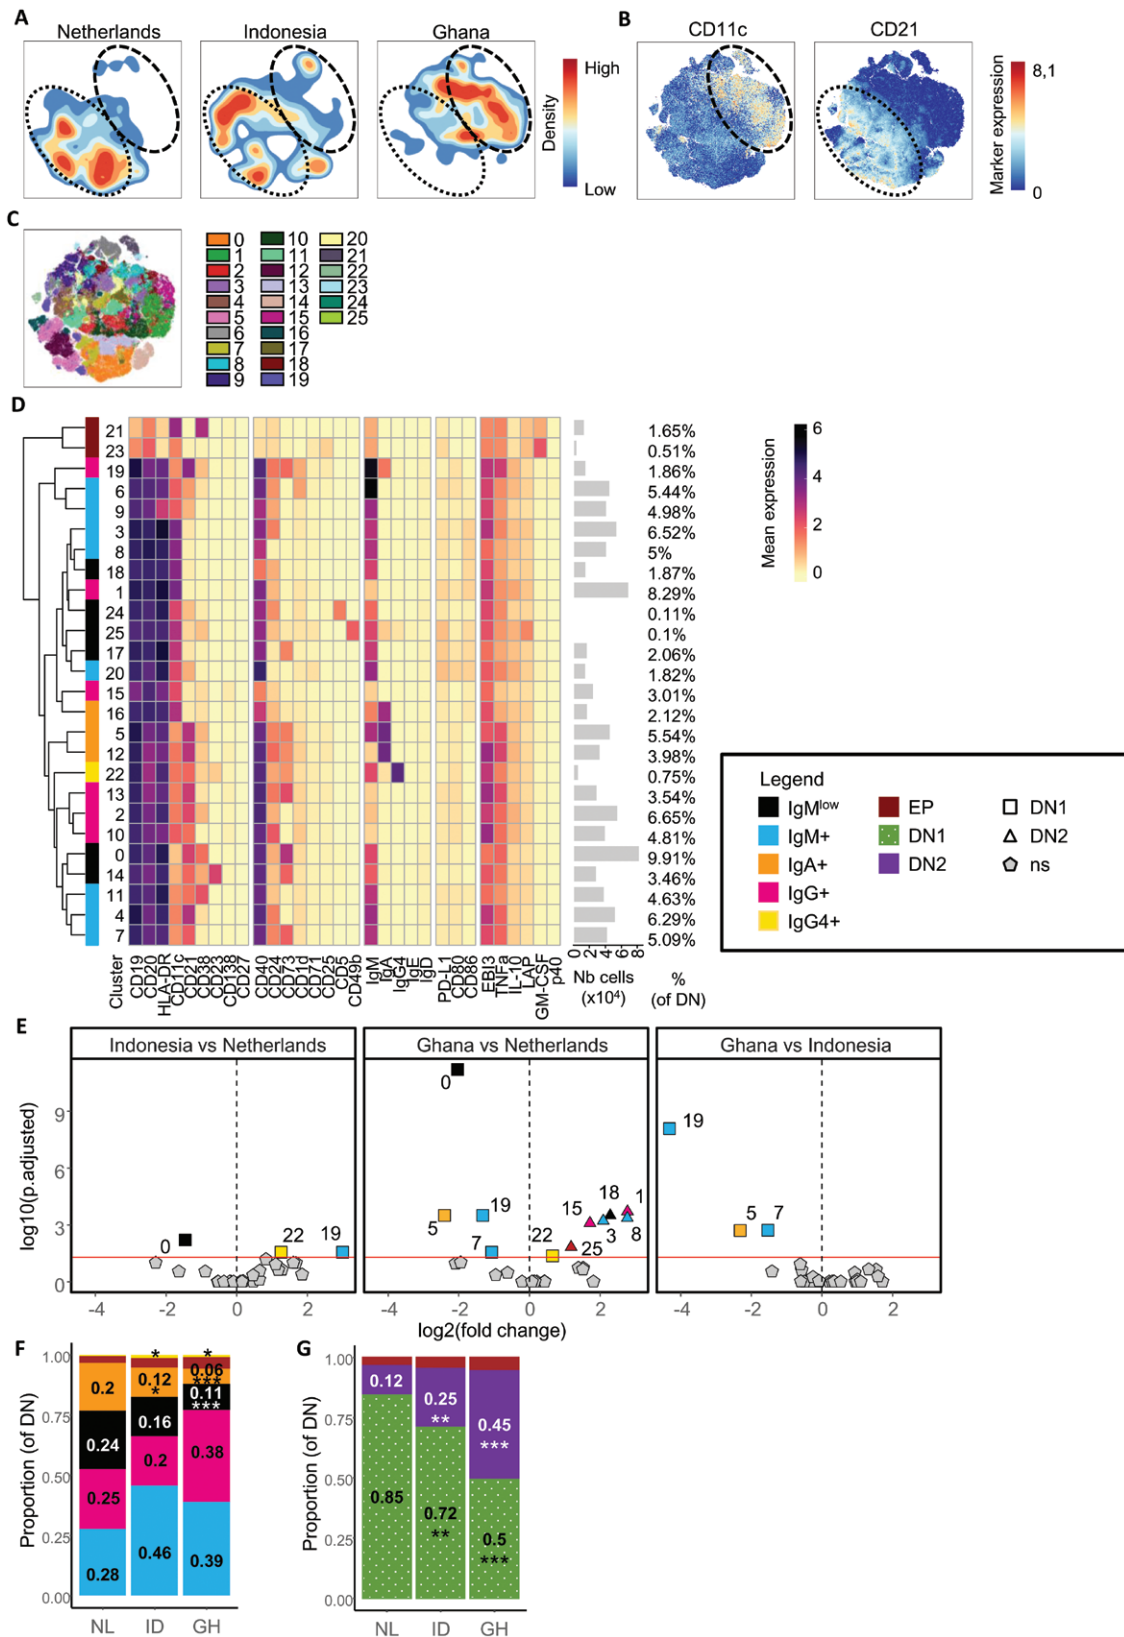 A
Netherlands
Indonesia
Ghana
High
Density
Low
B
CD11c
CD21
8,1
Marker expression
0
C
0 10 20
1 11 21
2 12 22
3 13 23
4 14 24
5 15 25
6 16
7 17
8 18
9 19
D
21 1.65%
23 0.51%
19 1.86%
6 5.44%
9 4.98%
3 6.52%
8 5%
18 1.87%
1 8.29%
24 0.11%
25 0.1%
17 2.06%
20 1.82%
15 3.01%
16 2.12%
5 5.54%
12 3.98%
22 0.75%
13 3.54%
2 6.65%
10 4.81%
0 9.91%
14 3.46%
11 4.63%
4 6.29%
7 5.09%
Cluster
CD19
CD20
HLA-DR
CD11c
CD21
CD38
CD23
CD138
CD27
CD40
CD24
CD73
CD1d
CD71
CD25
CD5
CD49b
IgM
IgA
IgG4
IgE
IgD
PD-L1
CD80
CD86
EBI3
TNFa
IL-10
LAP
GM-CSF
p40
0 2 4 6 8
Nb cells
(x10⁴)
%
(of DN)
Mean expression
6
4
2
0
Legend
IgMlow EP DN1
IgM+ DN1 DN2
IgA+ DN2 ns
IgG+
IgG4+
E
Indonesia vs Netherlands
Ghana vs Netherlands
Ghana vs Indonesia
log10(p.adjusted)
9
6
3
0
0
22
19
0
5
19
7
22
15
18
1
3
8
25
19
5
7
-4 -2 0 2
-4 -2 0 2
-4 -2 0 2
log2(fold change)
F
Proportion (of DN)
1.00
0.75
0.50
0.25
0.00
0.2
0.24
0.25
0.28
*
0.12
*
0.16
0.2
0.46
*
0.06
***
0.11
***
0.38
0.39
NL ID GH
G
Proportion (of DN)
1.00
0.75
0.50
0.25
0.00
0.12
0.85
0.25
**
0.72
**
0.45
***
0.5
***
NL ID GH